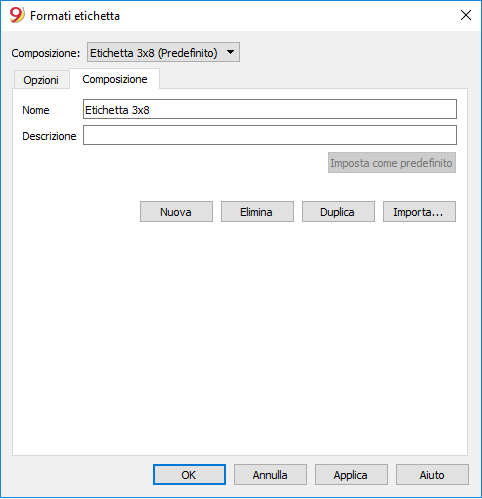 9 Formati etichetta
Composizione: Etichetta 3x8 (Predefinito)
Opzioni Composizione
Nome Etichetta 3x8
Descrizione
Imposta come predefinito
Nuova Elimina Duplica Importa...
OK Annulla Applica Aiuto